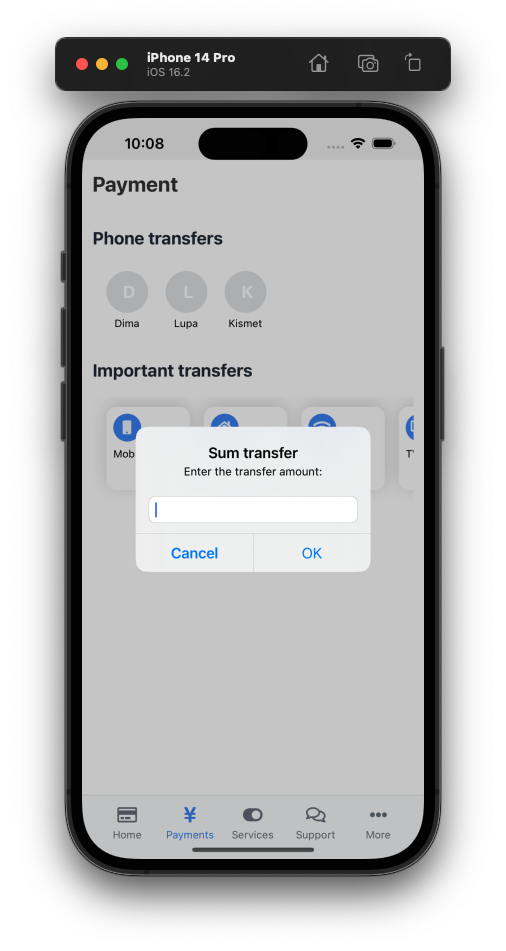 iPhone 14 Pro
iOS 16.2
10:08
Payment
Phone transfers
D L K
Dima Lupa Kismet
Important transfers
Mob
Sum transfer
Enter the transfer amount:
Cancel OK
¥
Home Payments Services Support More